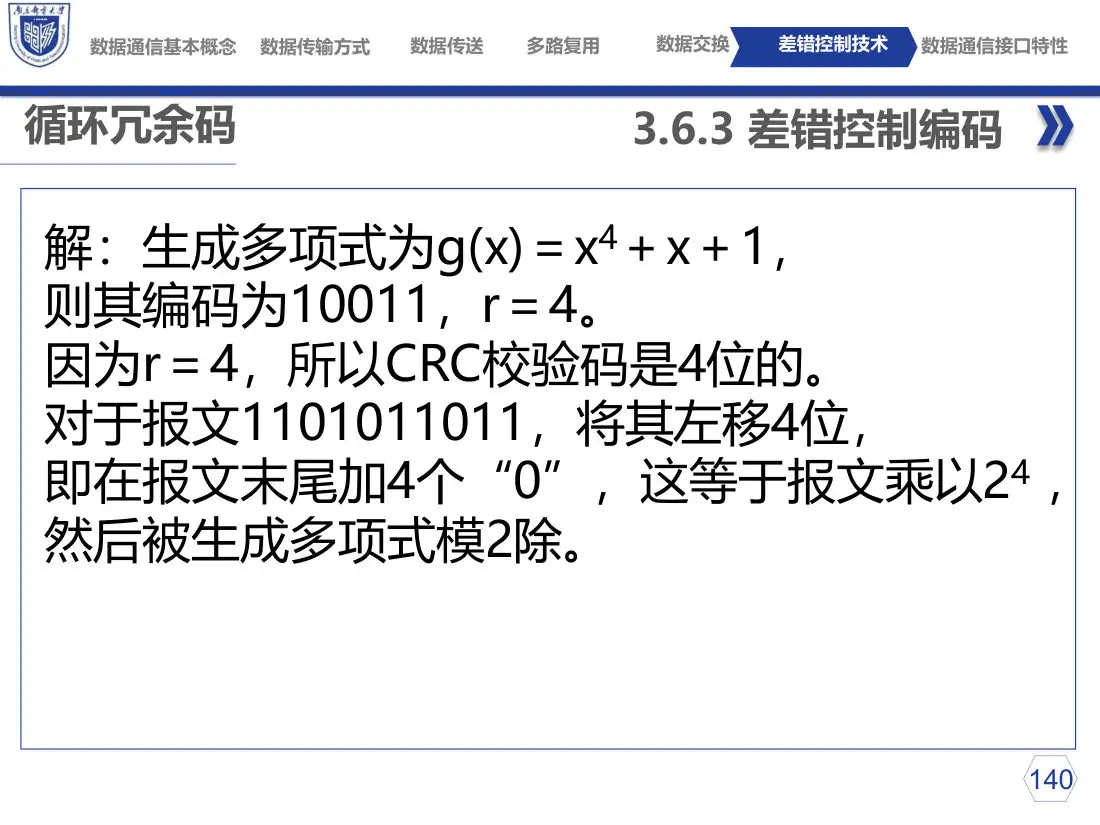 南京邮电大学
数据通信基本概念 数据传输方式 数据传送 多路复用 数据交换 差错控制技术 数据通信接口特性
循环冗余码
3.6.3 差错控制编码
解：生成多项式为g(x)＝x⁴＋x＋1，
则其编码为10011，r＝4。
因为r＝4，所以CRC校验码是4位的。
对于报文1101011011，将其左移4位，
即在报文末尾加4个“0”，这等于报文乘以2⁴，
然后被生成多项式模2除。
140